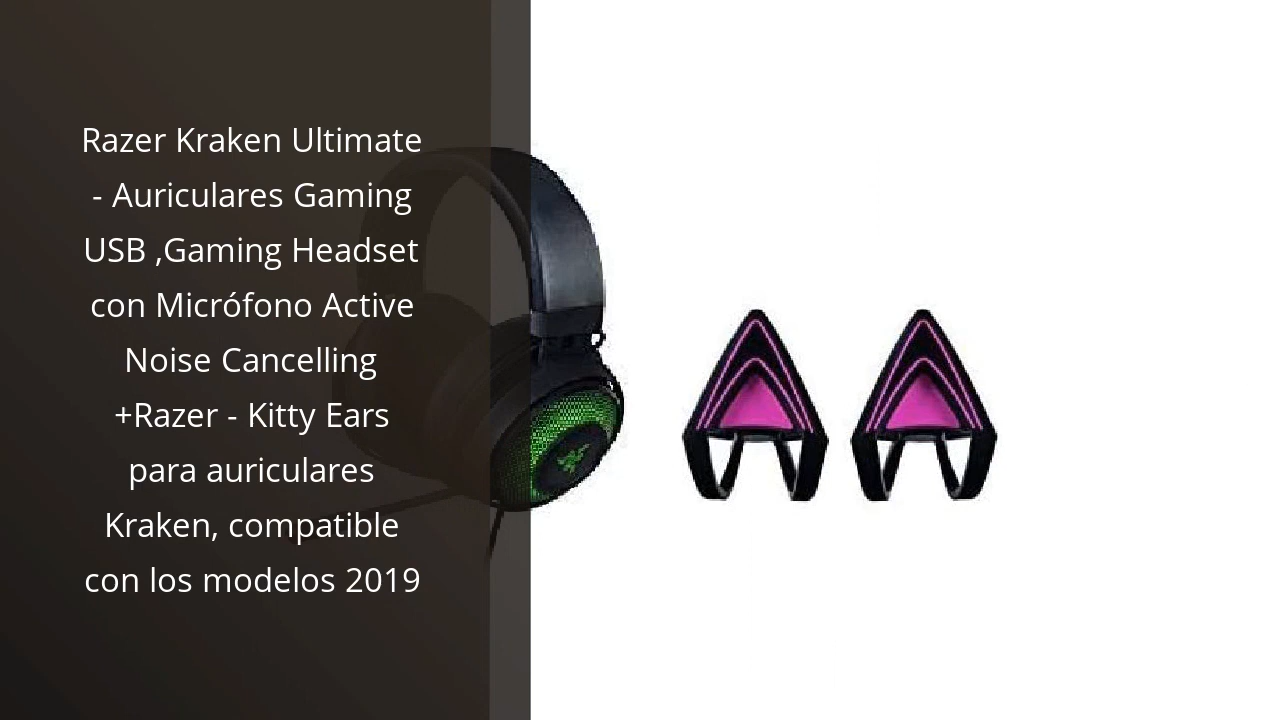 Razer Kraken Ultimate
- Auriculares Gaming
USB ,Gaming Headset
con Micrófono Active
Noise Cancelling
+Razer - Kitty Ears
para auriculares
Kraken, compatible
con los modelos 2019